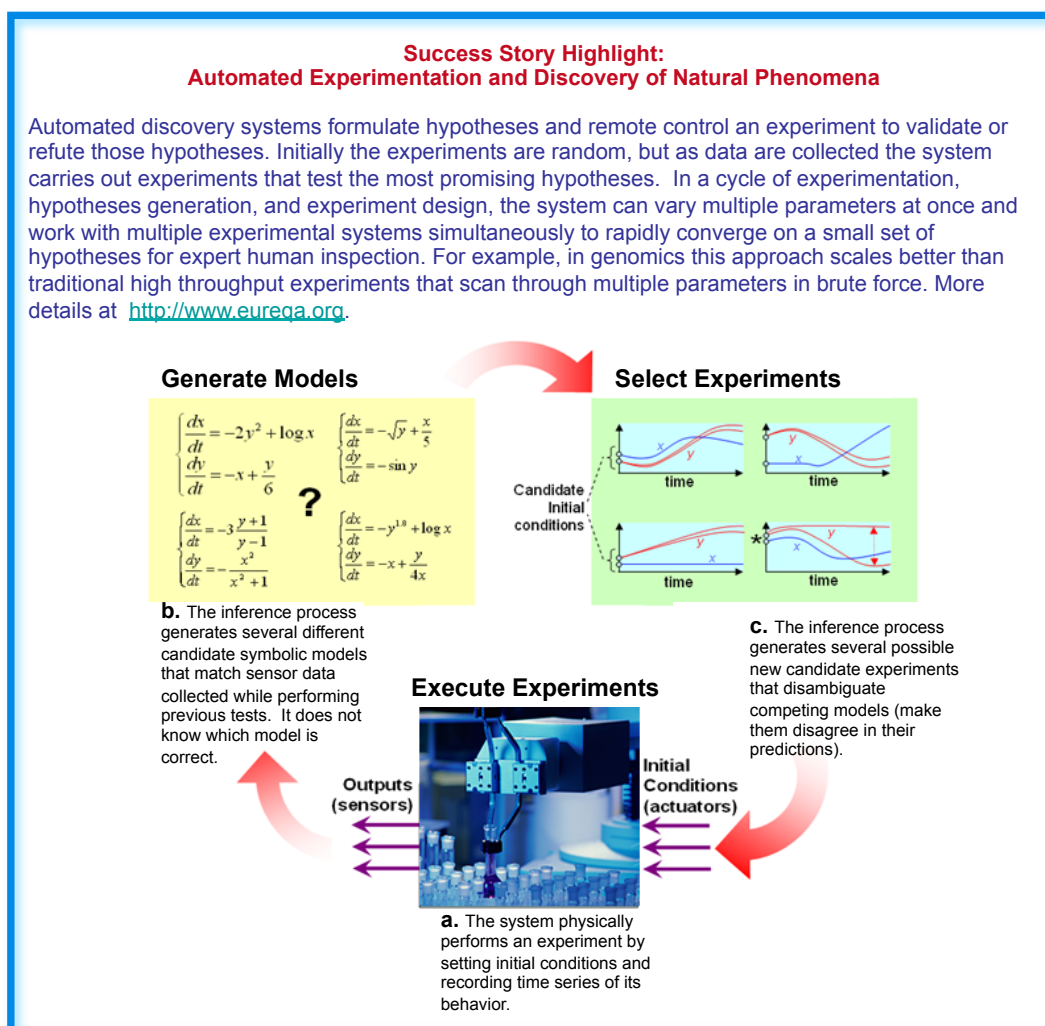 Success Story Highlight:
Automated Experimentation and Discovery of Natural Phenomena
Automated discovery systems formulate hypotheses and remote control an experiment to validate or
refute those hypotheses. Initially the experiments are random, but as data are collected the system
carries out experiments that test the most promising hypotheses.  In a cycle of experimentation,
hypotheses generation, and experiment design, the system can vary multiple parameters at once and
work with multiple experimental systems simultaneously to rapidly converge on a small set of
hypotheses for expert human inspection. For example, in genomics this approach scales better than
traditional high throughput experiments that scan through multiple parameters in brute force. More
details at  http://www.eureqa.org.
Generate Models
dx/dt = -2y² + log x
dy/dt = -x + y/6
dx/dt = -√y + x/5
dy/dt = -sin y
?
dx/dt = -3 y+1/y-1
dy/dt = - x²/x²+1
dx/dt = -y^1.8 + log x
dy/dt = -x + y/4x
b. The inference process
generates several different
candidate symbolic models
that match sensor data
collected while performing
previous tests.  It does not
know which model is
correct.
Select Experiments
x
y
time
y
x
time
Candidate
Initial
conditions
y
x
time
*
y
x
time
c. The inference process
generates several possible
new candidate experiments
that disambiguate
competing models (make
them disagree in their
predictions).
Execute Experiments
Outputs
(sensors)
Initial
Conditions
(actuators)
a. The system physically
performs an experiment by
setting initial conditions and
recording time series of its
behavior.